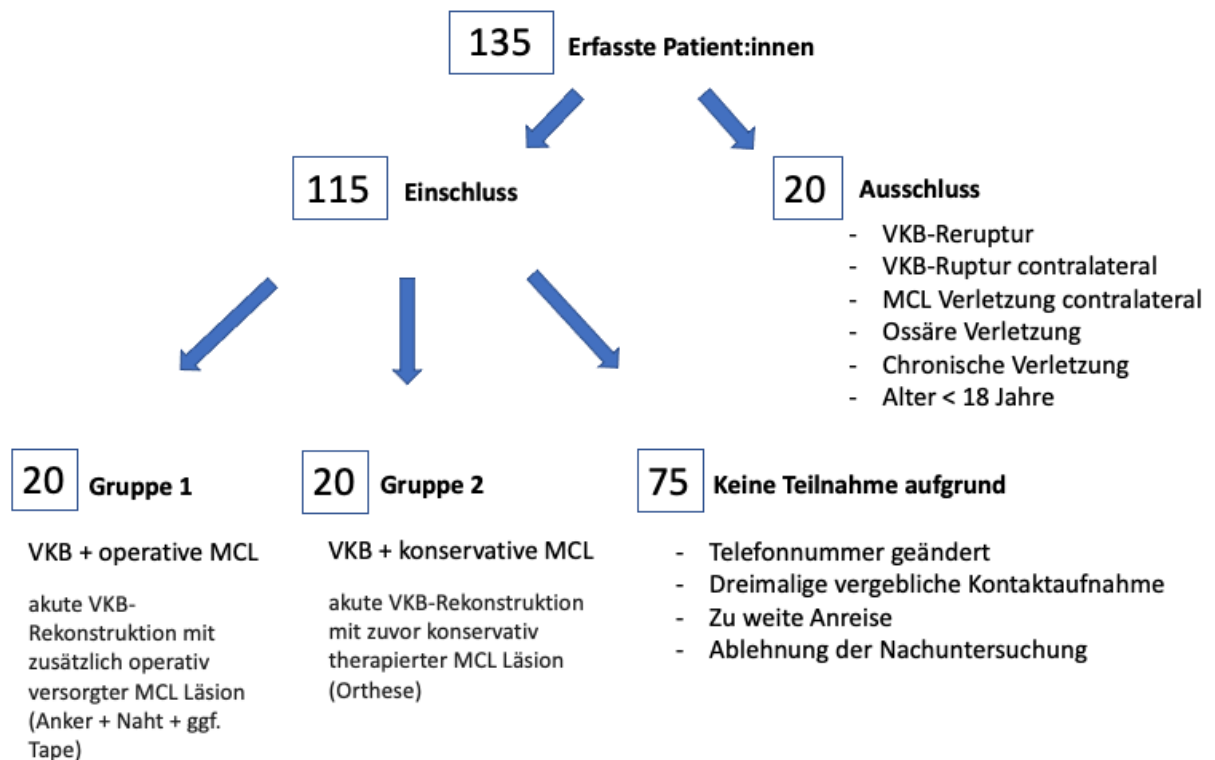 135 Erfasste Patient:innen
115 Einschluss
20 Ausschluss
- VKB-Reruptur
- VKB-Ruptur contralateral
- MCL Verletzung contralateral
- Ossäre Verletzung
- Chronische Verletzung
- Alter < 18 Jahre
20 Gruppe 1
VKB + operative MCL
akute VKB-
Rekonstruktion mit
zusätzlich operativ
versorgter MCL Läsion
(Anker + Naht + ggf.
Tape)
20 Gruppe 2
VKB + konservative MCL
akute VKB-Rekonstruktion
mit zuvor konservativ
therapierter MCL Läsion
(Orthese)
75 Keine Teilnahme aufgrund
- Telefonnummer geändert
- Dreimalige vergebliche Kontaktaufnahme
- Zu weite Anreise
- Ablehnung der Nachuntersuchung